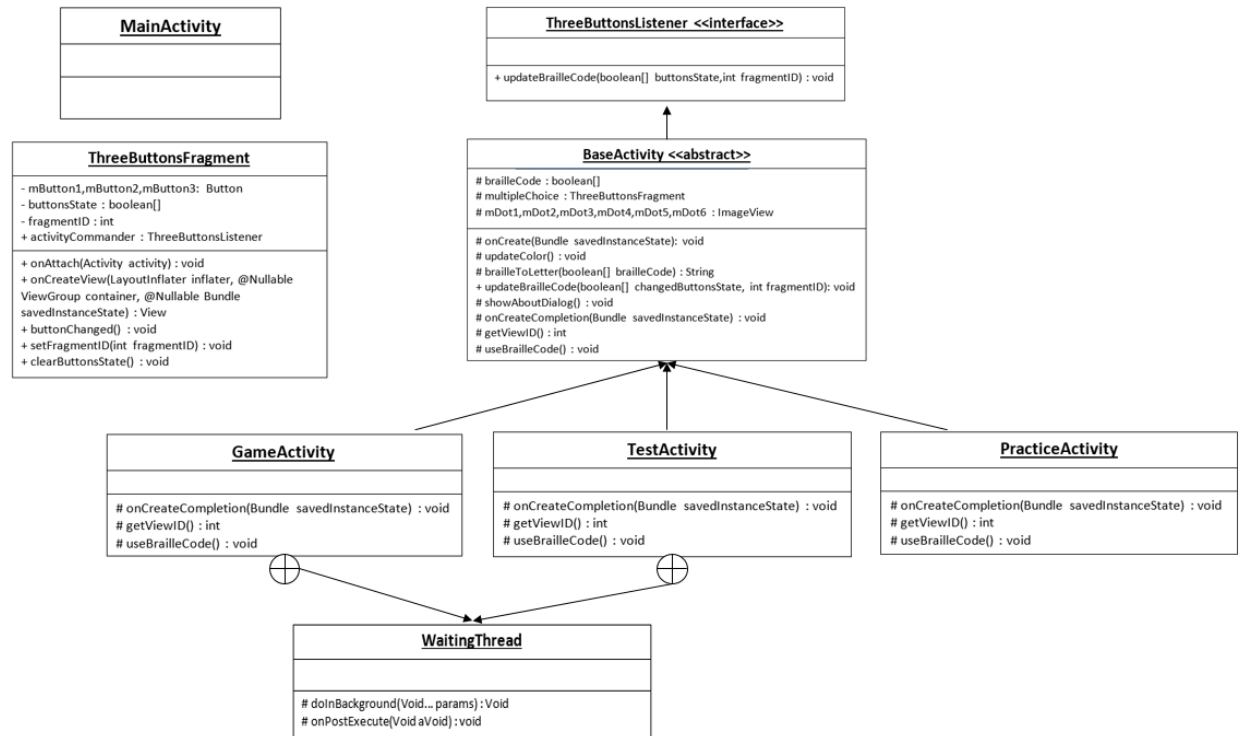 MainActivity
ThreeButtonsListener <<interface>>
+ updateBrailleCode(boolean[] buttonsState,int fragmentID) : void
ThreeButtonsFragment
- mButton1,mButton2,mButton3: Button
- buttonsState : boolean[]
- fragmentID : int
+ activityCommander : ThreeButtonsListener
+ onAttach(Activity activity) : void
+ onCreateView(LayoutInflater inflater, @Nullable
ViewGroup container, @Nullable Bundle
savedInstanceState) : View
+ buttonChanged() : void
+ setFragmentID(int fragmentID) : void
+ clearButtonsState() : void
BaseActivity <<abstract>>
# brailleCode : boolean[]
# multipleChoice : ThreeButtonsFragment
# mDot1,mDot2,mDot3,mDot4,mDot5,mDot6 : ImageView
# onCreate(Bundle savedInstanceState): void
# updateColor() : void
# brailleToLetter(boolean[] brailleCode) : String
+ updateBrailleCode(boolean[] changedButtonsState, int fragmentID): void
# showAboutDialog() : void
# onCreateCompletion(Bundle savedInstanceState) : void
# getViewID() : int
# useBrailleCode() : void
GameActivity
# onCreateCompletion(Bundle savedInstanceState) : void
# getViewID() : int
# useBrailleCode() : void
TestActivity
# onCreateCompletion(Bundle savedInstanceState) : void
# getViewID() : int
# useBrailleCode() : void
PracticeActivity
# onCreateCompletion(Bundle savedInstanceState) : void
# getViewID() : int
# useBrailleCode() : void
WaitingThread
# doInBackground(Void... params) : Void
# onPostExecute(Void aVoid) : void